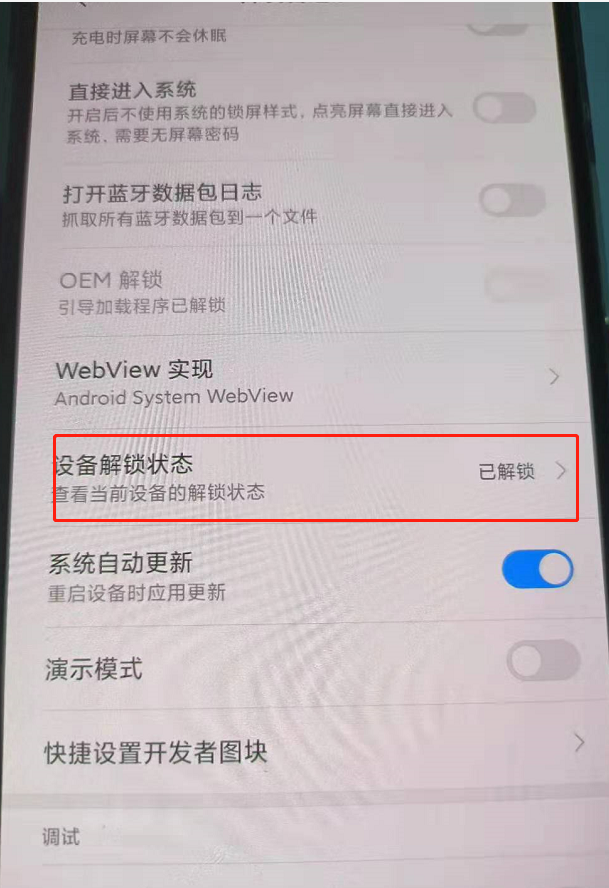 充电时屏幕不会休眠
直接进入系统
开启后不使用系统的锁屏样式，点亮屏幕直接进入
系统、需要无屏幕密码
打开蓝牙数据包日志
抓取所有蓝牙数据包到一个文件
OEM 解锁
引导加载程序已解锁
WebView 实现
Android System WebView
设备解锁状态
已解锁
查看当前设备的解锁状态
系统自动更新
重启设备时应用更新
演示模式
快捷设置开发者图块
调试